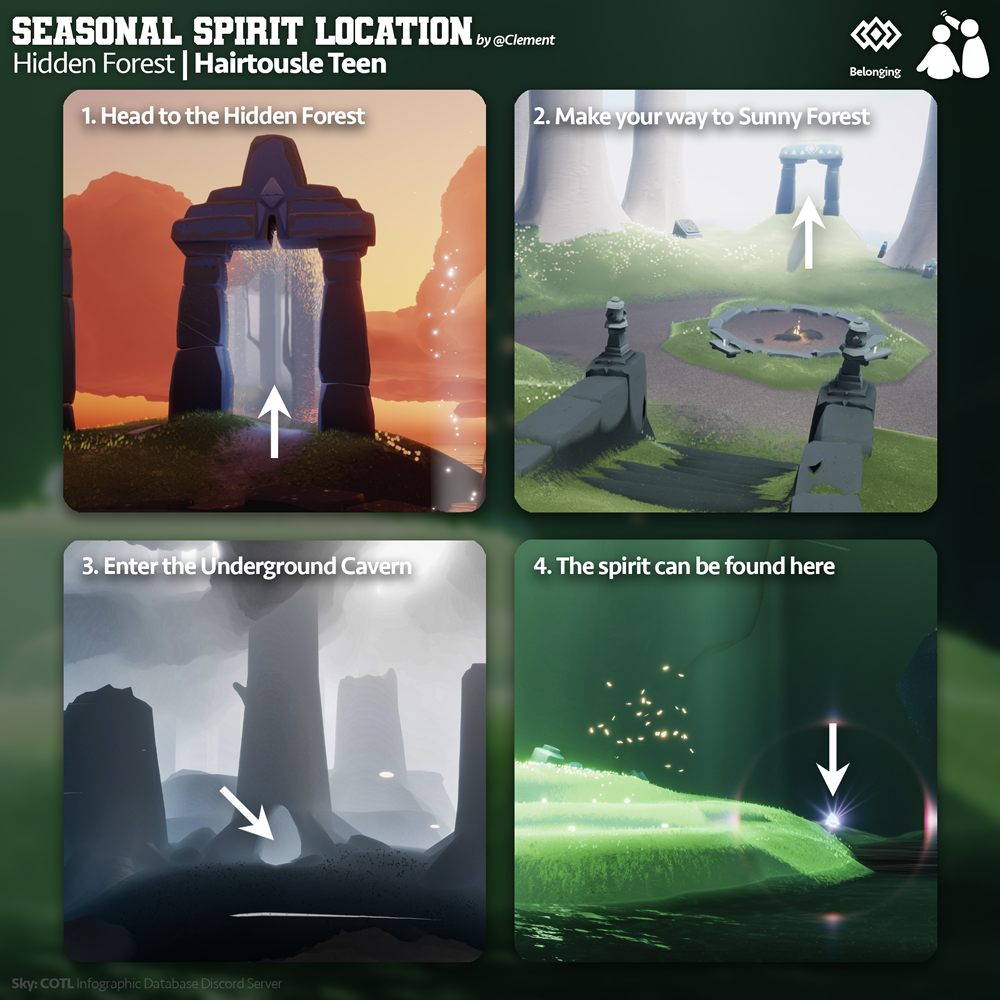 SEASONAL SPIRIT LOCATION by @Clement
Hidden Forest | Hairtousle Teen
Belonging
1. Head to the Hidden Forest
2. Make your way to Sunny Forest
3. Enter the Underground Cavern
4. The spirit can be found here
Sky: COTL Infographic Database Discord Server